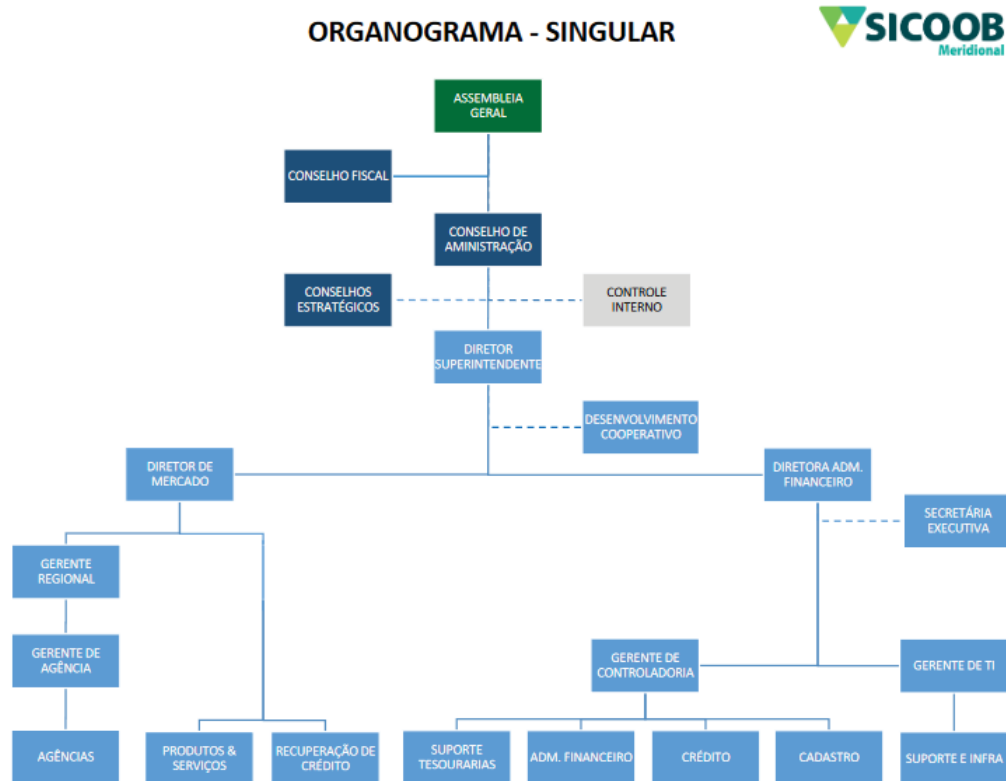 ORGANOGRAMA - SINGULAR
SICOOB
Meridional
ASSEMBLEIA
GERAL
CONSELHO FISCAL
CONSELHO DE
AMINISTRAÇÃO
CONSELHOS
ESTRATÉGICOS
CONTROLE
INTERNO
DIRETOR
SUPERINTENDENTE
DESENVOLVIMENTO
COOPERATIVO
DIRETOR DE
MERCADO
DIRETORA ADM.
FINANCEIRO
SECRETÁRIA
EXECUTIVA
GERENTE
REGIONAL
GERENTE DE
AGÊNCIA
GERENTE DE
CONTROLADORIA
GERENTE DE TI
AGÊNCIAS
PRODUTOS &
SERVIÇOS
RECUPERAÇÃO DE
CRÉDITO
SUPORTE
TESOURARIAS
ADM. FINANCEIRO
CRÉDITO
CADASTRO
SUPORTE E INFRA